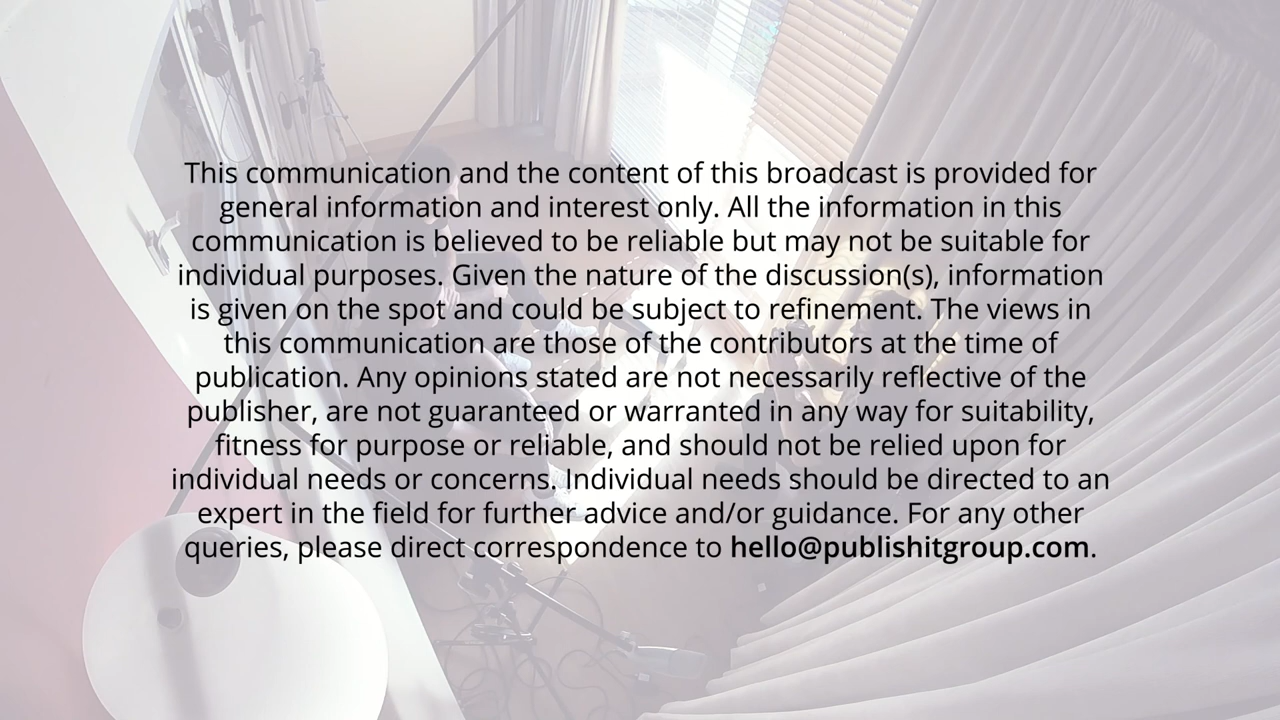 This communication and the content of this broadcast is provided for
general information and interest only. All the information in this
communication is believed to be reliable but may not be suitable for
individual purposes. Given the nature of the discussion(s), information
is given on the spot and could be subject to refinement. The views in
this communication are those of the contributors at the time of
publication. Any opinions stated are not necessarily reflective of the
publisher, are not guaranteed or warranted in any way for suitability,
fitness for purpose or reliable, and should not be relied upon for
individual needs or concerns. Individual needs should be directed to an
expert in the field for further advice and/or guidance. For any other
queries, please direct correspondence to hello@publishitgroup.com.